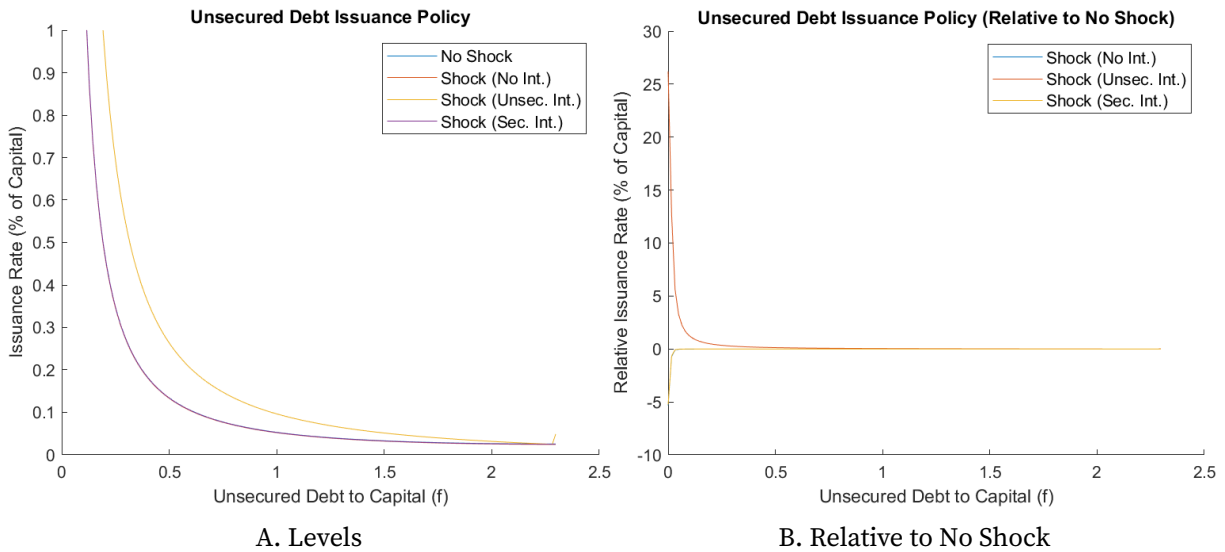 Unsecured Debt Issuance Policy
1
0.9
0.8
0.7
0.6
0.5
0.4
0.3
0.2
0.1
0
Issuance Rate (% of Capital)
No Shock
Shock (No Int.)
Shock (Unsec. Int.)
Shock (Sec. Int.)
0 0.5 1 1.5 2 2.5
Unsecured Debt to Capital (f)
A. Levels
Unsecured Debt Issuance Policy (Relative to No Shock)
30
25
20
15
10
5
0
-5
-10
Relative Issuance Rate (% of Capital)
Shock (No Int.)
Shock (Unsec. Int.)
Shock (Sec. Int.)
0 0.5 1 1.5 2 2.5
Unsecured Debt to Capital (f)
B. Relative to No Shock